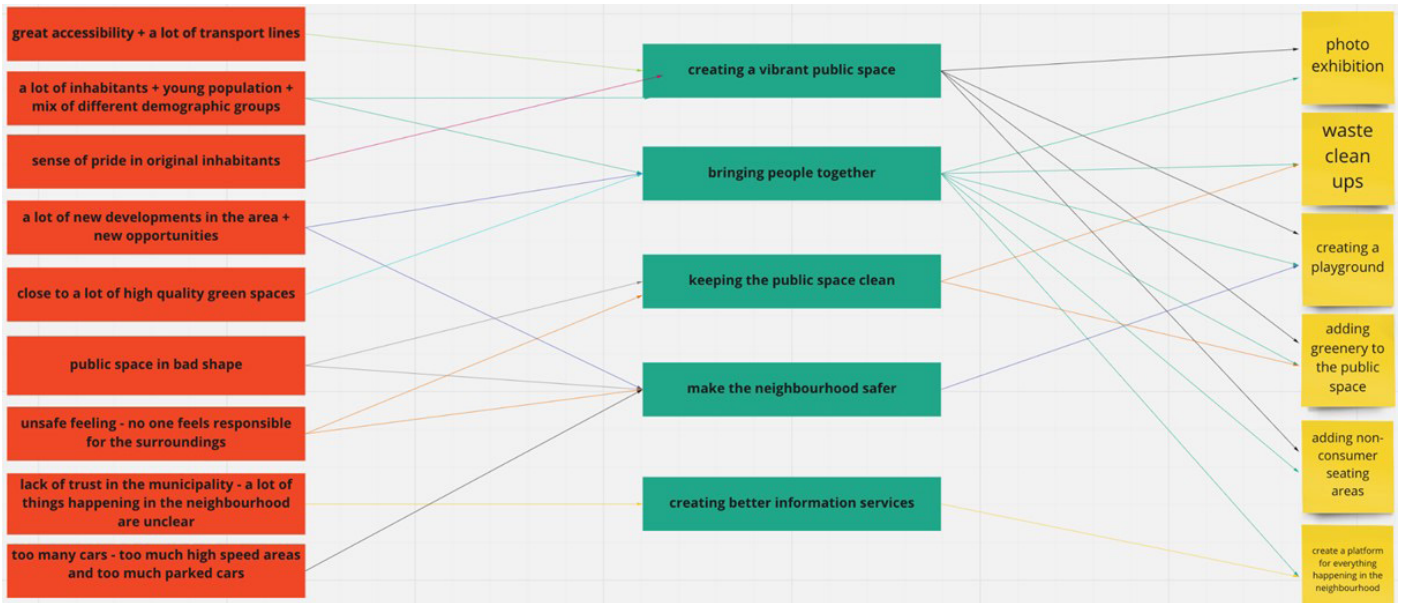 great accessibility + a lot of transport lines
a lot of inhabitants + young population +
mix of different demographic groups
sense of pride in original inhabitants
a lot of new developments in the area +
new opportunities
close to a lot of high quality green spaces
public space in bad shape
unsafe feeling - no one feels responsible
for the surroundings
lack of trust in the municipality - a lot of
things happening in the neighbourhood
are unclear
too many cars - too much high speed areas
and too much parked cars
creating a vibrant public space
bringing people together
keeping the public space clean
make the neighbourhood safer
creating better information services
photo
exhibition
waste
clean
ups
creating a
playground
adding
greenery to
the public
space
adding non-
consumer
seating
areas
create a platform
for everything
happening in the
neighbourhood